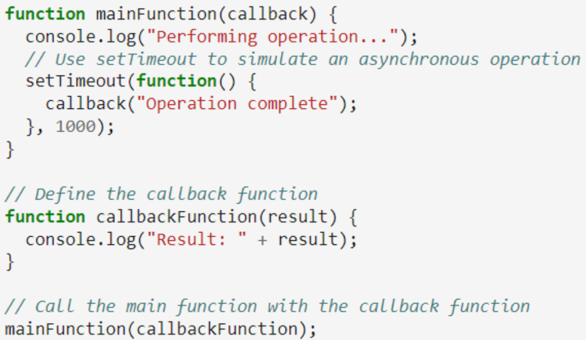 function mainFunction(callback) {
  console.log("Performing operation...");
  // Use setTimeout to simulate an asynchronous operation
  setTimeout(function() {
    callback("Operation complete");
  }, 1000);
}

// Define the callback function
function callbackFunction(result) {
  console.log("Result: " + result);
}

// Call the main function with the callback function
mainFunction(callbackFunction);